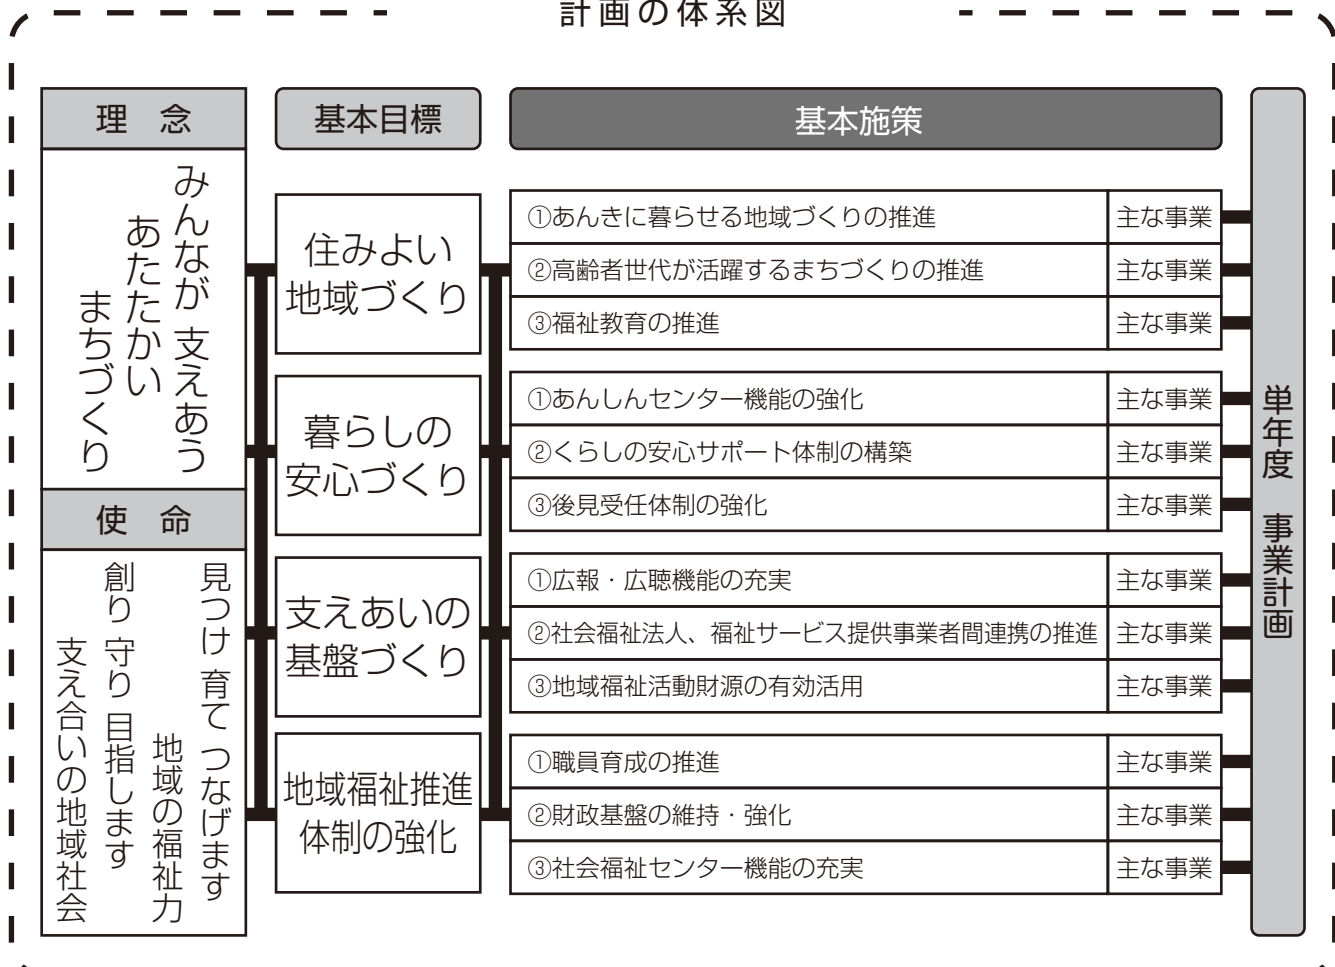 計画の体系図
理念
みんなが 支えあう
あたたかい
まちづくり
使命
見つけ 育て つなげます
地域の福祉力
創り 守り 目指します
支え合いの地域社会
基本目標
基本施策
住みよい
地域づくり
①あんきに暮らせる地域づくりの推進 主な事業
②高齢者世代が活躍するまちづくりの推進 主な事業
③福祉教育の推進 主な事業
暮らしの
安心づくり
①あんしんセンター機能の強化 主な事業
②くらしの安心サポート体制の構築 主な事業
③後見受任体制の強化 主な事業
支えあいの
基盤づくり
①広報・広聴機能の充実 主な事業
②社会福祉法人、福祉サービス提供事業者間連携の推進 主な事業
③地域福祉活動財源の有効活用 主な事業
地域福祉推進
体制の強化
①職員育成の推進 主な事業
②財政基盤の維持・強化 主な事業
③社会福祉センター機能の充実 主な事業
単年度 事業計画